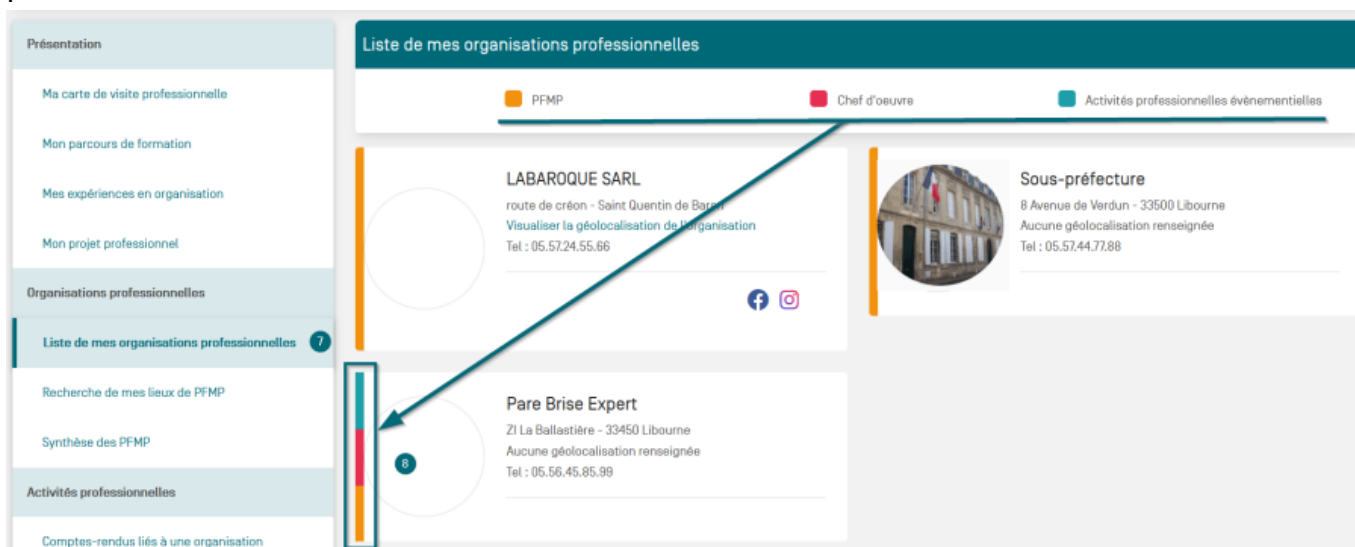 Présentation
Ma carte de visite professionnelle
Mon parcours de formation
Mes expériences en organisation
Mon projet professionnel
Organisations professionnelles
Liste de mes organisations professionnelles 7
Recherche de mes lieux de PFMP
Synthèse des PFMP
Activités professionnelles
Comptes-rendus liés à une organisation
Liste de mes organisations professionnelles
PFMP Chef d'oeuvre Activités professionnelles évènementielles
LABAROQUE SARL
route de créon - Saint Quentin de Baron
Visualiser la géolocalisation de l'organisation
Tel : 05.57.24.55.66
Sous-préfecture
8 Avenue de Verdun - 33500 Libourne
Aucune géolocalisation renseignée
Tel : 05.57.44.77.88
8
Pare Brise Expert
ZI La Ballastière - 33450 Libourne
Aucune géolocalisation renseignée
Tel : 05.56.45.85.99